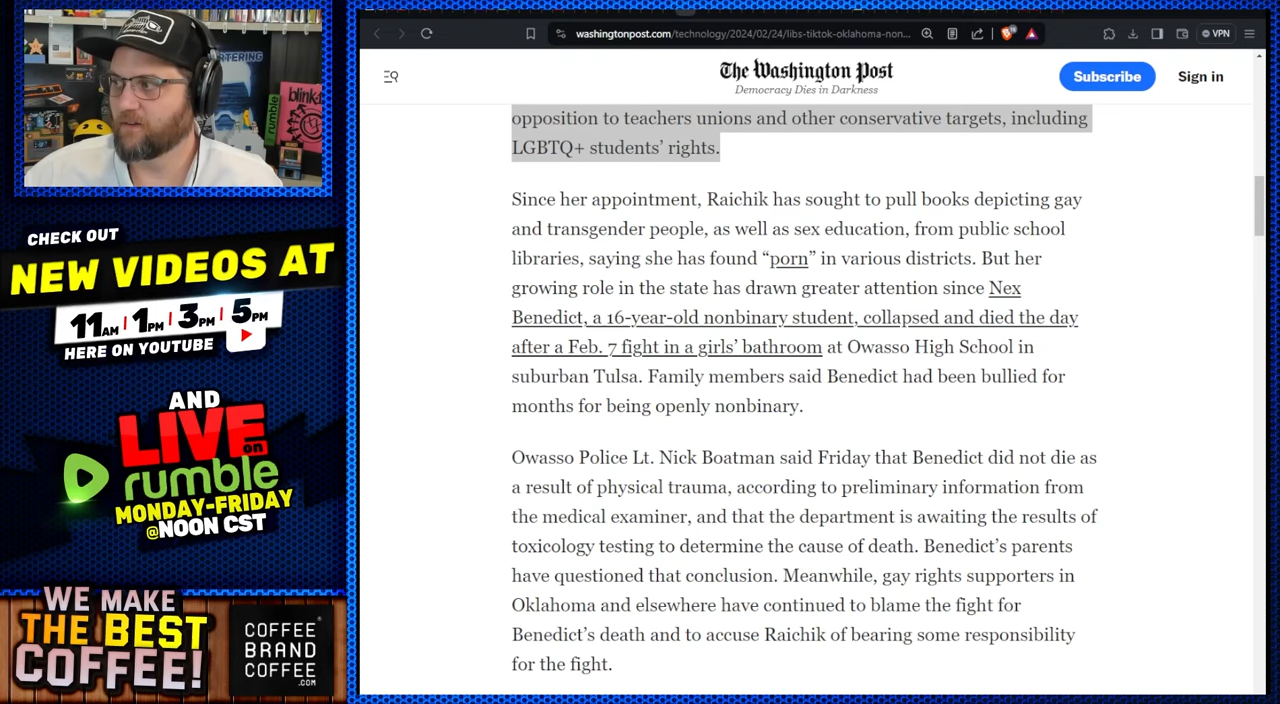 washingtonpost.com/technology/2024/02/24/libs-tiktok-oklahoma-non...
VPN
The Washington Post
Democracy Dies in Darkness
Subscribe
Sign in
opposition to teachers unions and other conservative targets, including
LGBTQ+ students’ rights.
Since her appointment, Raichik has sought to pull books depicting gay
and transgender people, as well as sex education, from public school
libraries, saying she has found “porn” in various districts. But her
growing role in the state has drawn greater attention since Nex
Benedict, a 16-year-old nonbinary student, collapsed and died the day
after a Feb. 7 fight in a girls’ bathroom at Owasso High School in
suburban Tulsa. Family members said Benedict had been bullied for
months for being openly nonbinary.
Owasso Police Lt. Nick Boatman said Friday that Benedict did not die as
a result of physical trauma, according to preliminary information from
the medical examiner, and that the department is awaiting the results of
toxicology testing to determine the cause of death. Benedict’s parents
have questioned that conclusion. Meanwhile, gay rights supporters in
Oklahoma and elsewhere have continued to blame the fight for
Benedict’s death and to accuse Raichik of bearing some responsibility
for the fight.
rumble
blink
CHECK OUT
NEW VIDEOS AT
11AM | 1PM | 3PM | 5PM
HERE ON YOUTUBE
AND
LIVE on
rumble
MONDAY-FRIDAY
@NOON CST
WE MAKE
THE BEST
COFFEE!
COFFEE
BRAND
COFFEE
.COM